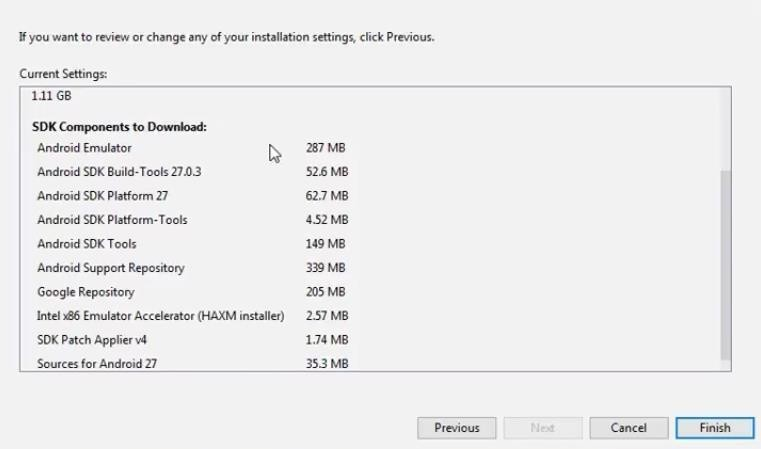 If you want to review or change any of your installation settings, click Previous.
Current Settings:
1.11 GB
SDK Components to Download:
Android Emulator 287 MB
Android SDK Build-Tools 27.0.3 52.6 MB
Android SDK Platform 27 62.7 MB
Android SDK Platform-Tools 4.52 MB
Android SDK Tools 149 MB
Android Support Repository 339 MB
Google Repository 205 MB
Intel x86 Emulator Accelerator (HAXM installer) 2.57 MB
SDK Patch Applier v4 1.74 MB
Sources for Android 27 35.3 MB
Previous Next Cancel Finish